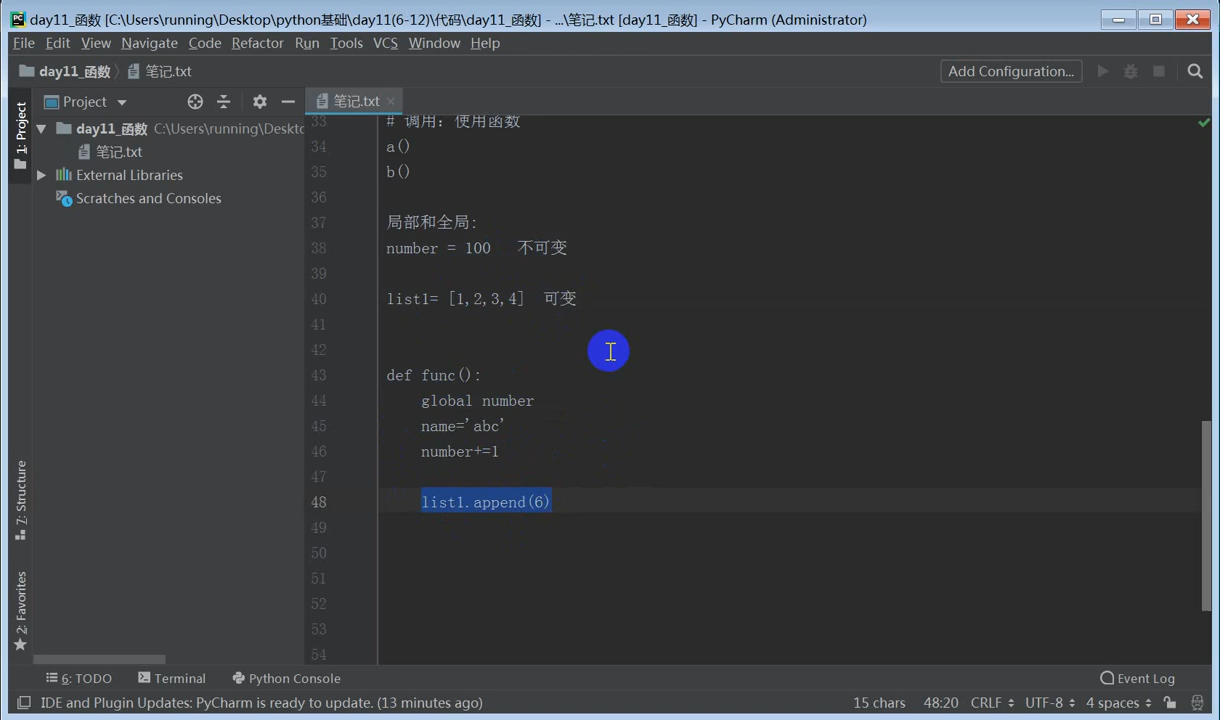 day11_函数 [C:\Users\running\Desktop\python基础\day11(6-12)\代码\day11_函数] - ...\笔记.txt [day11_函数] - PyCharm (Administrator)
File Edit View Navigate Code Refactor Run Tools VCS Window Help
day11_函数 笔记.txt Add Configuration...
Project 笔记.txt
1: Project
7: Structure
2: Favorites
day11_函数 C:\Users\running\Deskto
笔记.txt
External Libraries
Scratches and Consoles
33 # 调用：使用函数
34 a()
35 b()
36
37 局部和全局:
38 number = 100 不可变
39
40 list1= [1,2,3,4] 可变
41
42
43 def func():
44 global number
45 name='abc'
46 number+=1
47
48 list1.append(6)
49
50
51
52
53
54
6: TODO Terminal Python Console Event Log
IDE and Plugin Updates: PyCharm is ready to update. (13 minutes ago) 15 chars 48:20 CRLF UTF-8 4 spaces